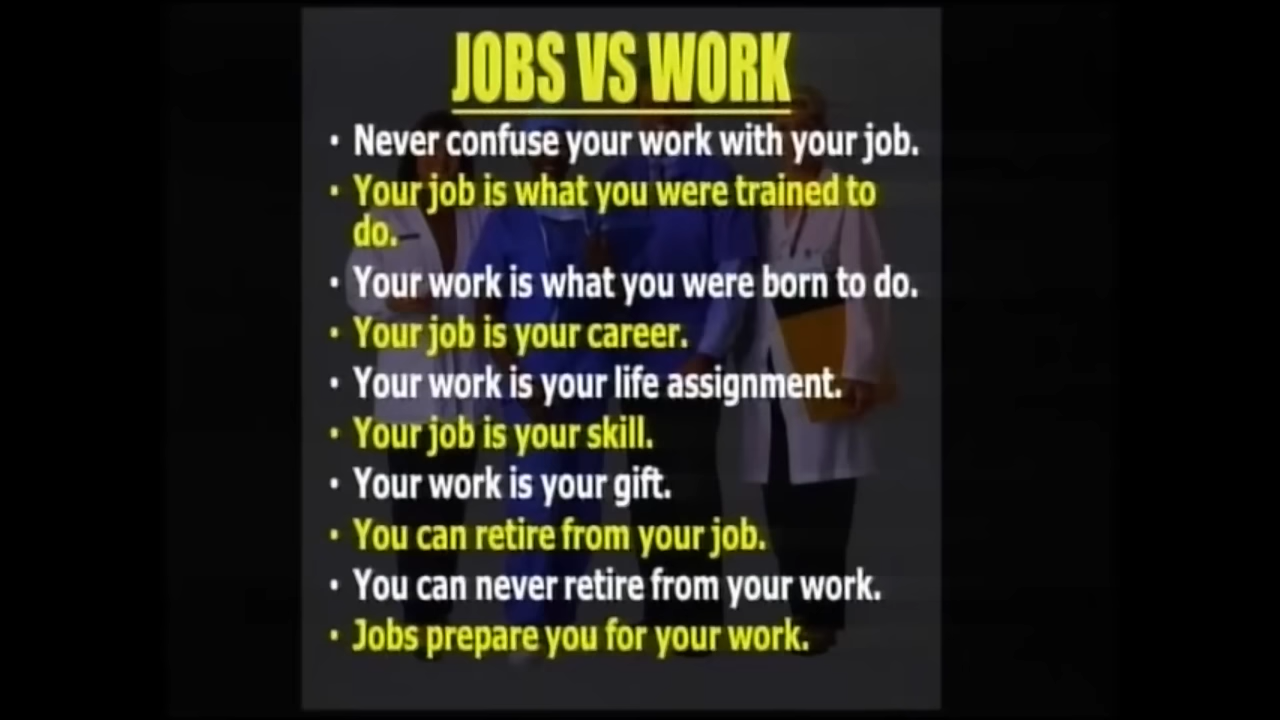 JOBS VS WORK
• Never confuse your work with your job.
• Your job is what you were trained to
do.
• Your work is what you were born to do.
• Your job is your career.
• Your work is your life assignment.
• Your job is your skill.
• Your work is your gift.
• You can retire from your job.
• You can never retire from your work.
• Jobs prepare you for your work.